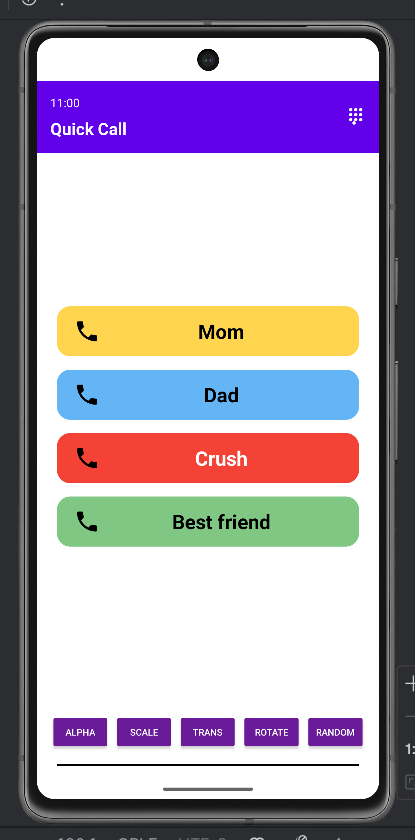 11:00
Quick Call
Mom
Dad
Crush
Best friend
ALPHA SCALE TRANS ROTATE RANDOM